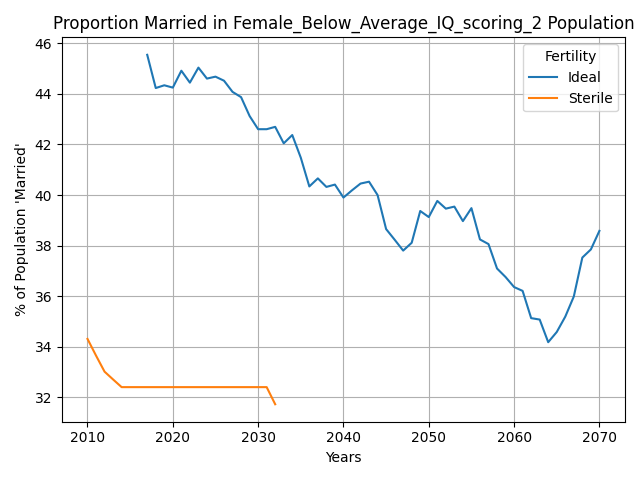 Proportion Married in Female_Below_Average_IQ_scoring_2 Population
Fertility
Ideal
Sterile
% of Population 'Married'
46
44
42
40
38
36
34
32
2010 2020 2030 2040 2050 2060 2070
Years